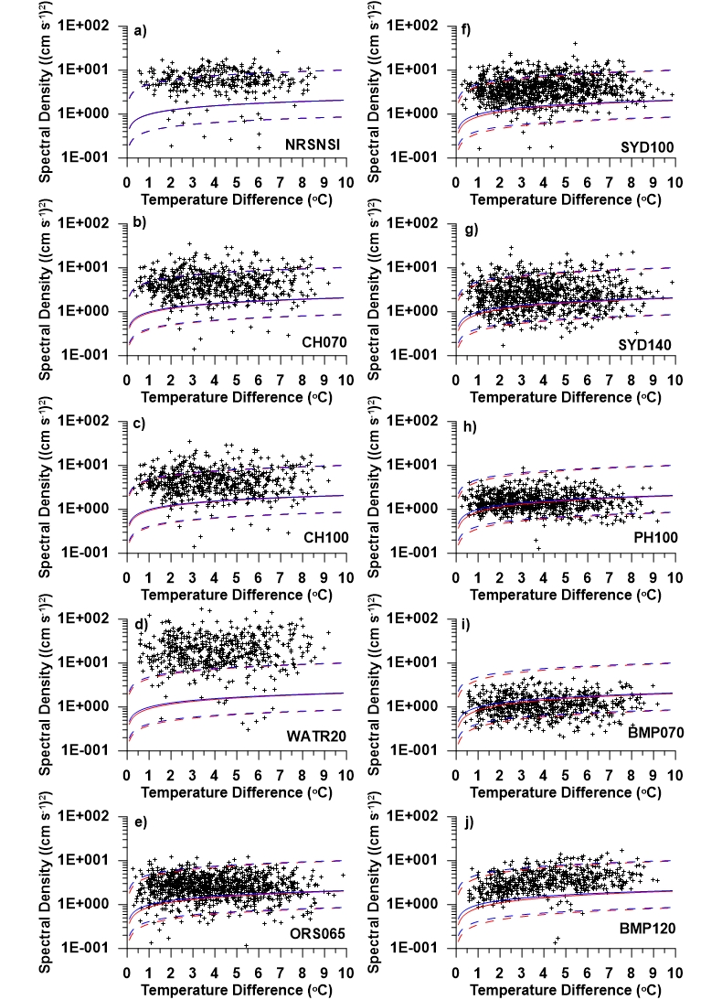 a)
Spectral Density ((cm s⁻¹)²)
1E+002
1E+001
1E+000
1E-001
NRSNSI
0 1 2 3 4 5 6 7 8 9 10
Temperature Difference (°C)
b)
Spectral Density ((cm s⁻¹)²)
1E+002
1E+001
1E+000
1E-001
CH070
0 1 2 3 4 5 6 7 8 9 10
Temperature Difference (°C)
c)
Spectral Density ((cm s⁻¹)²)
1E+002
1E+001
1E+000
1E-001
CH100
0 1 2 3 4 5 6 7 8 9 10
Temperature Difference (°C)
d)
Spectral Density ((cm s⁻¹)²)
1E+002
1E+001
1E+000
1E-001
WATR20
0 1 2 3 4 5 6 7 8 9 10
Temperature Difference (°C)
e)
Spectral Density ((cm s⁻¹)²)
1E+002
1E+001
1E+000
1E-001
ORS065
0 1 2 3 4 5 6 7 8 9 10
Temperature Difference (°C)
f)
Spectral Density ((cm s⁻¹)²)
1E+002
1E+001
1E+000
1E-001
SYD100
0 1 2 3 4 5 6 7 8 9 10
Temperature Difference (°C)
g)
Spectral Density ((cm s⁻¹)²)
1E+002
1E+001
1E+000
1E-001
SYD140
0 1 2 3 4 5 6 7 8 9 10
Temperature Difference (°C)
h)
Spectral Density ((cm s⁻¹)²)
1E+002
1E+001
1E+000
1E-001
PH100
0 1 2 3 4 5 6 7 8 9 10
Temperature Difference (°C)
i)
Spectral Density ((cm s⁻¹)²)
1E+002
1E+001
1E+000
1E-001
BMP070
0 1 2 3 4 5 6 7 8 9 10
Temperature Difference (°C)
j)
Spectral Density ((cm s⁻¹)²)
1E+002
1E+001
1E+000
1E-001
BMP120
0 1 2 3 4 5 6 7 8 9 10
Temperature Difference (°C)